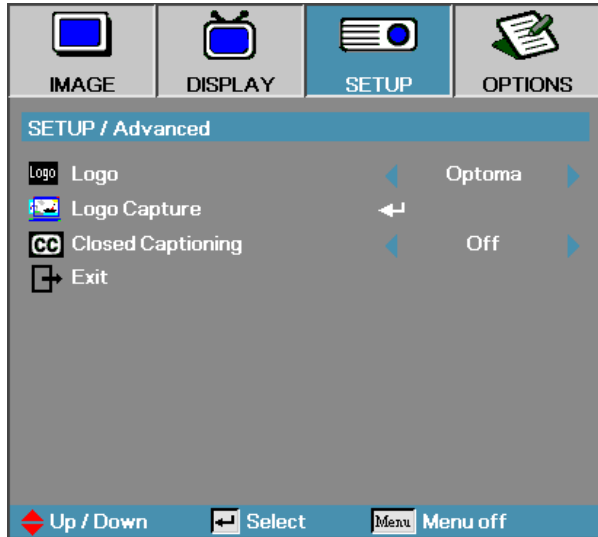 IMAGE DISPLAY SETUP OPTIONS
SETUP / Advanced
Logo Logo Optoma
Logo Capture
CC Closed Captioning Off
Exit
Up / Down Select Menu Menu off